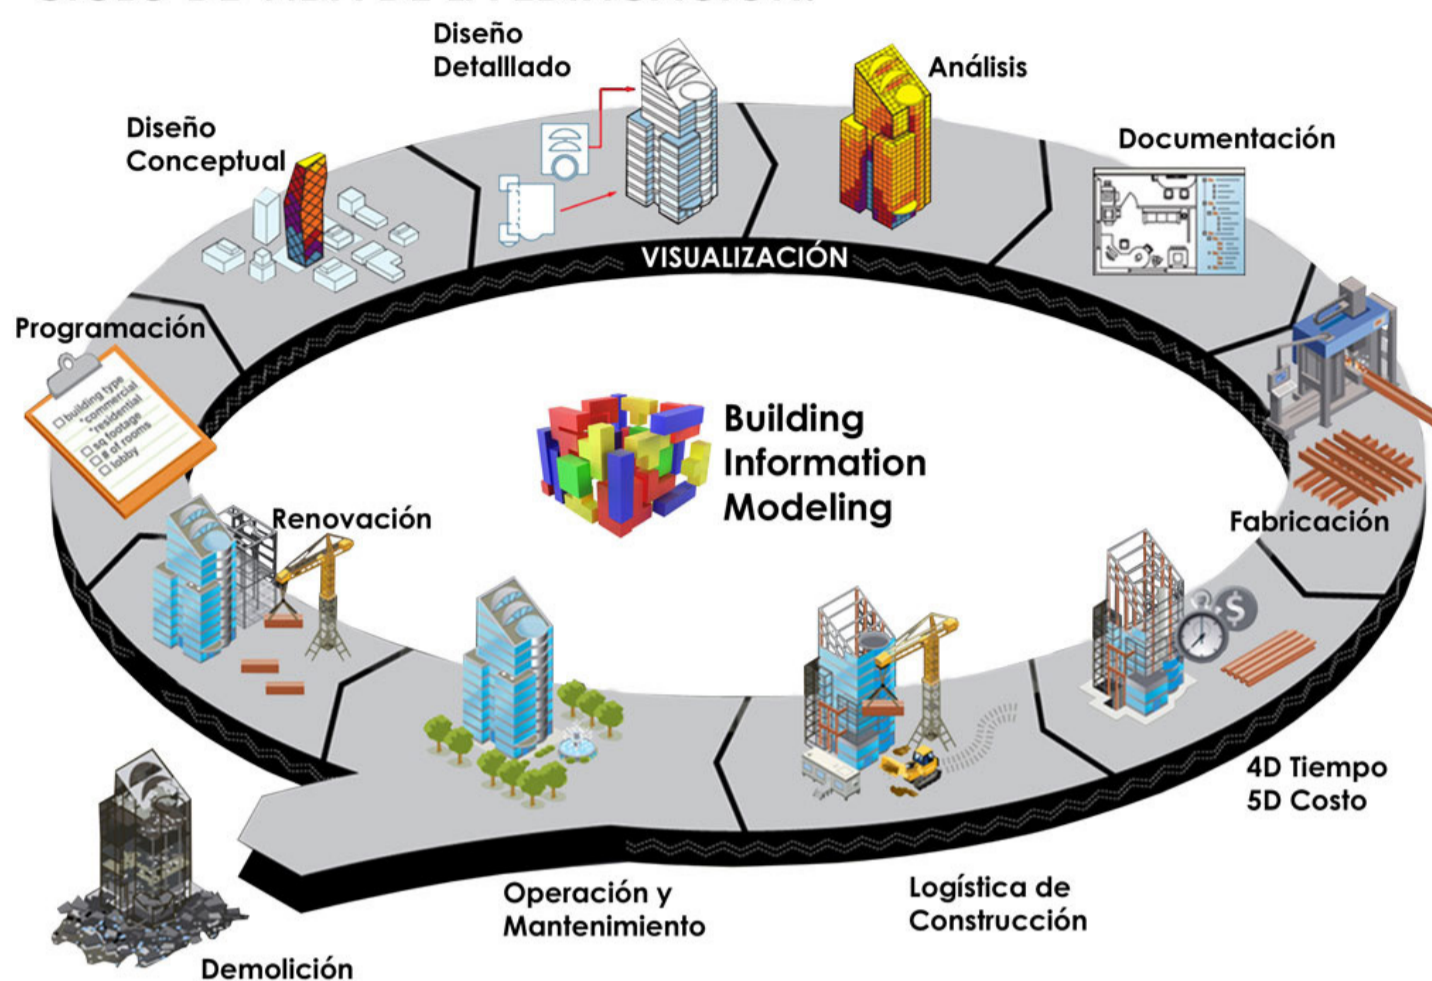 Diseño
Detalllado
Análisis
Diseño
Conceptual
Documentación
VISUALIZACIÓN
Programación
building type
*commercial
*residential
sq footage
# of rooms
lobby
Building
Information
Modeling
Renovación
Fabricación
$
4D Tiempo
5D Costo
Operación y
Mantenimiento
Logística de
Construcción
Demolición